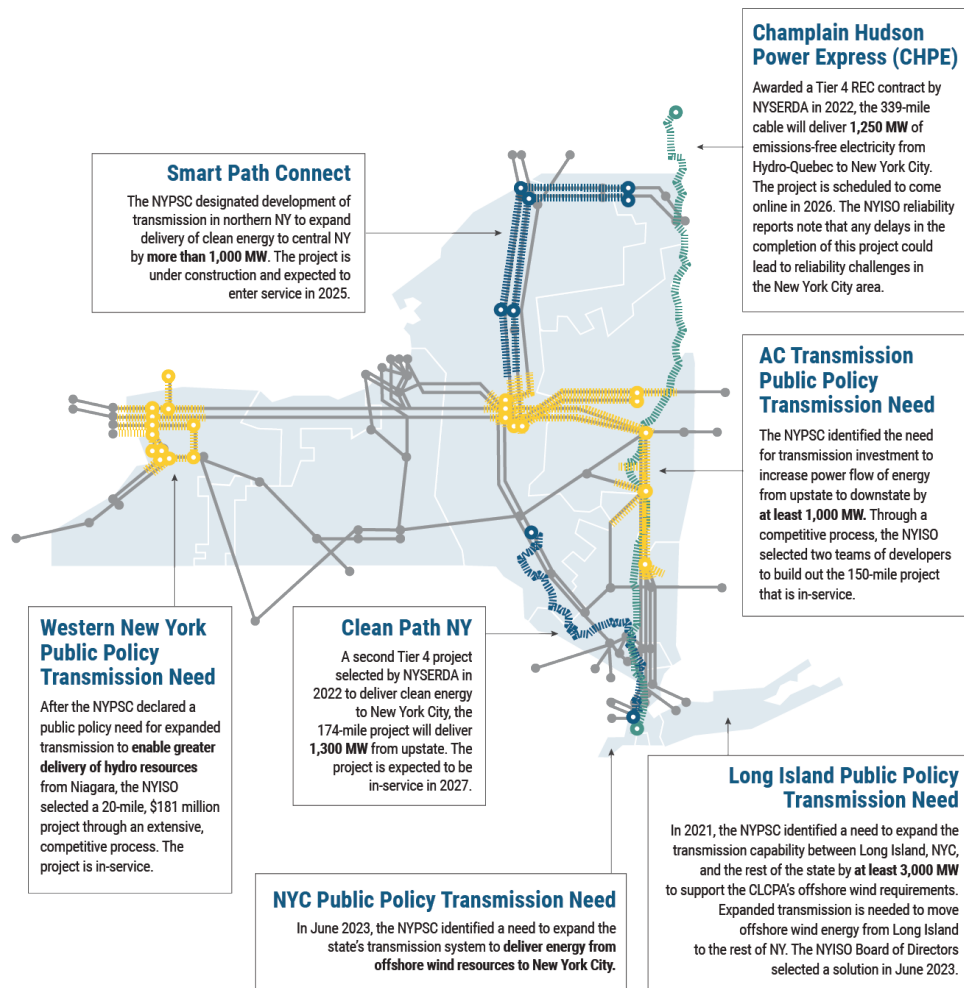 Champlain Hudson
Power Express (CHPE)
Awarded a Tier 4 REC contract by
NYSERDA in 2022, the 339-mile
cable will deliver 1,250 MW of
emissions-free electricity from
Hydro-Quebec to New York City.
The project is scheduled to come
online in 2026. The NYISO reliability
reports note that any delays in the
completion of this project could
lead to reliability challenges in
the New York City area.
Smart Path Connect
The NYPSC designated development of
transmission in northern NY to expand
delivery of clean energy to central NY
by more than 1,000 MW. The project is
under construction and expected to
enter service in 2025.
AC Transmission
Public Policy
Transmission Need
The NYPSC identified the need
for transmission investment to
increase power flow of energy
from upstate to downstate by
at least 1,000 MW. Through a
competitive process, the NYISO
selected two teams of developers
to build out the 150-mile project
that is in-service.
Western New York
Public Policy
Transmission Need
After the NYPSC declared a
public policy need for expanded
transmission to enable greater
delivery of hydro resources
from Niagara, the NYISO
selected a 20-mile, $181 million
project through an extensive,
competitive process. The
project is in-service.
Clean Path NY
A second Tier 4 project
selected by NYSERDA in
2022 to deliver clean energy
to New York City, the
174-mile project will deliver
1,300 MW from upstate. The
project is expected to be
in-service in 2027.
Long Island Public Policy
Transmission Need
In 2021, the NYPSC identified a need to expand the
transmission capability between Long Island, NYC,
and the rest of the state by at least 3,000 MW
to support the CLCPA's offshore wind requirements.
Expanded transmission is needed to move
offshore wind energy from Long Island
to the rest of NY. The NYISO Board of Directors
selected a solution in June 2023.
NYC Public Policy Transmission Need
In June 2023, the NYPSC identified a need to expand the
state's transmission system to deliver energy from
offshore wind resources to New York City.